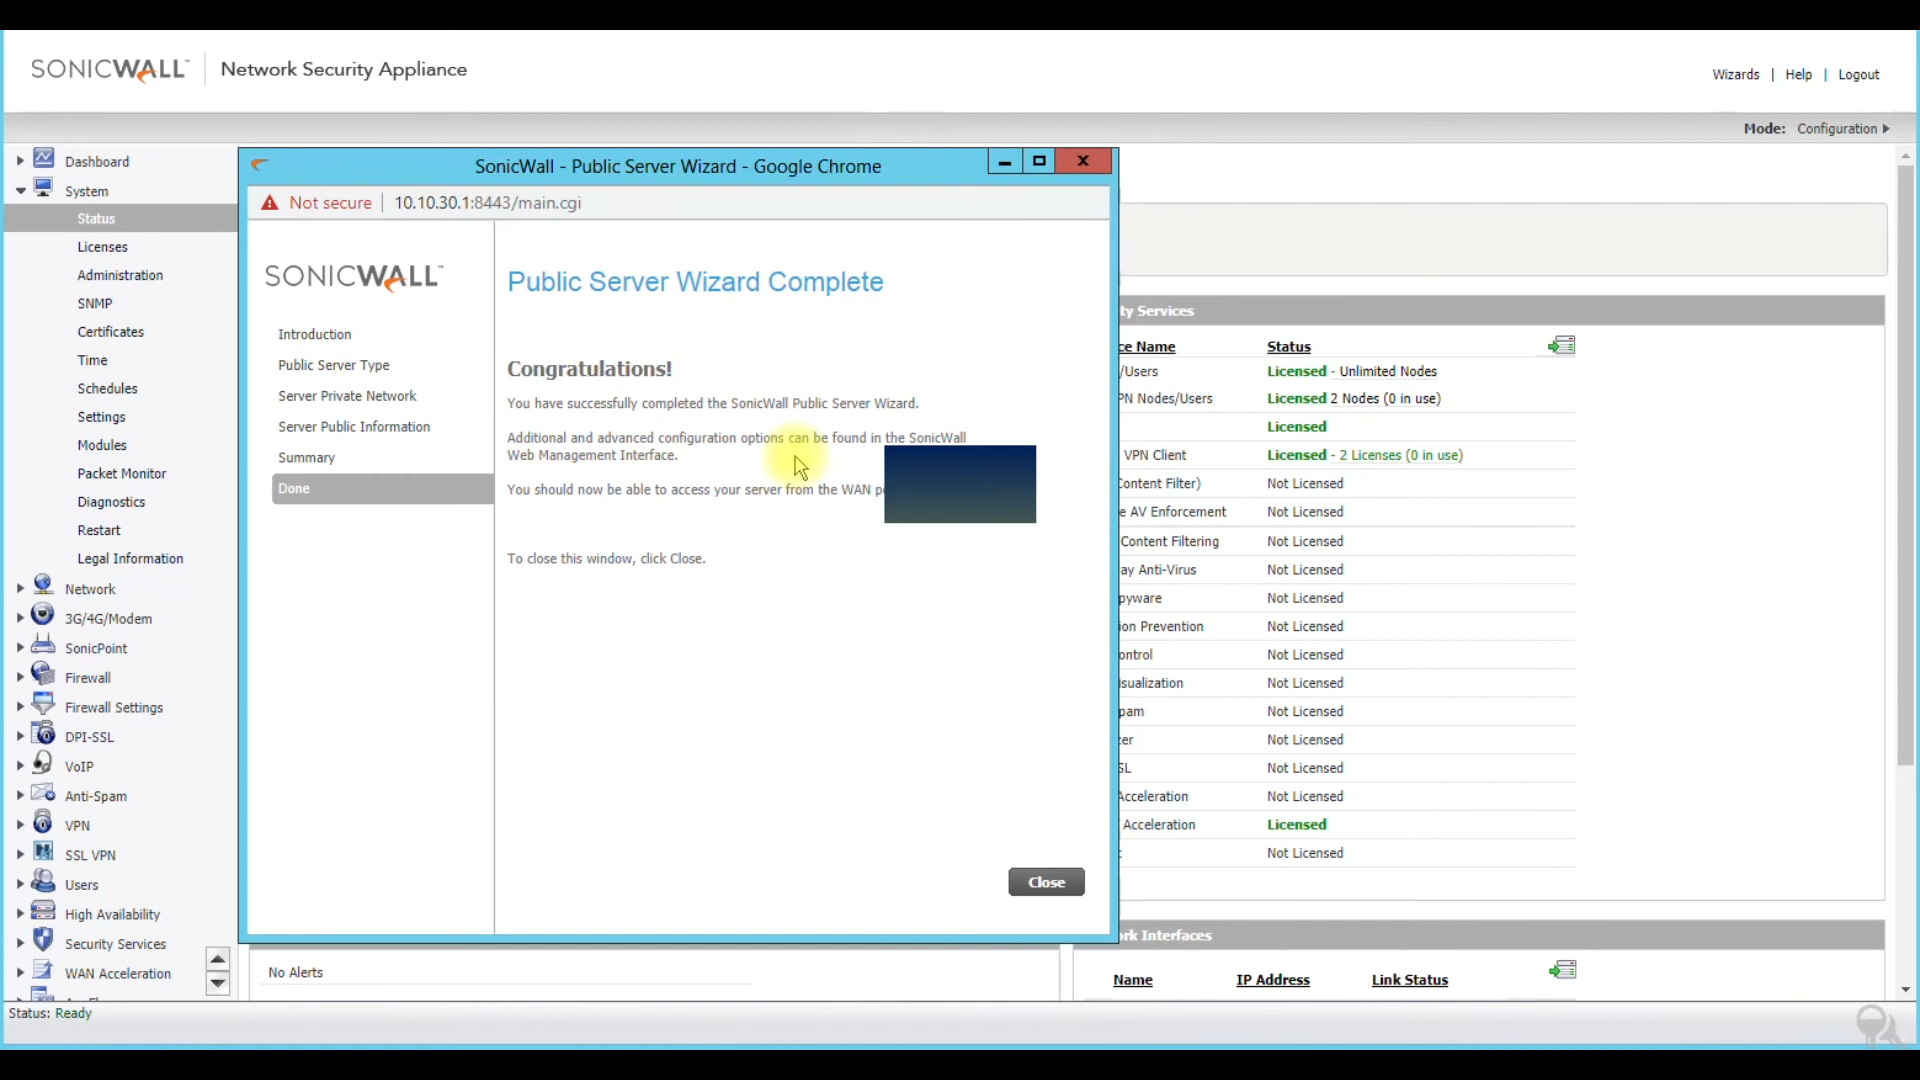 SONICWALL™ Network Security Appliance
Wizards | Help | Logout
Mode: Configuration
Dashboard
System
Status
Licenses
Administration
SNMP
Certificates
Time
Schedules
Settings
Modules
Packet Monitor
Diagnostics
Restart
Legal Information
Network
3G/4G/Modem
SonicPoint
Firewall
Firewall Settings
DPI-SSL
VoIP
Anti-Spam
VPN
SSL VPN
Users
High Availability
Security Services
WAN Acceleration
SonicWall - Public Server Wizard - Google Chrome
Not secure | 10.10.30.1:8443/main.cgi
SONICWALL™
Introduction
Public Server Type
Server Private Network
Server Public Information
Summary
Done
Public Server Wizard Complete
Congratulations!
You have successfully completed the SonicWall Public Server Wizard.
Additional and advanced configuration options can be found in the SonicWall
Web Management Interface.
You should now be able to access your server from the WAN
To close this window, click Close.
Close
ty Services
ce Name Status
/Users Licensed - Unlimited Nodes
PN Nodes/Users Licensed 2 Nodes (0 in use)
Licensed
VPN Client Licensed - 2 Licenses (0 in use)
Content Filter) Not Licensed
e AV Enforcement Not Licensed
Content Filtering Not Licensed
ay Anti-Virus Not Licensed
pyware Not Licensed
ion Prevention Not Licensed
ontrol Not Licensed
isualization Not Licensed
pam Not Licensed
zer Not Licensed
SL Not Licensed
Acceleration Not Licensed
Acceleration Licensed
Not Licensed
No Alerts
rk Interfaces
Name IP Address Link Status
Status: Ready